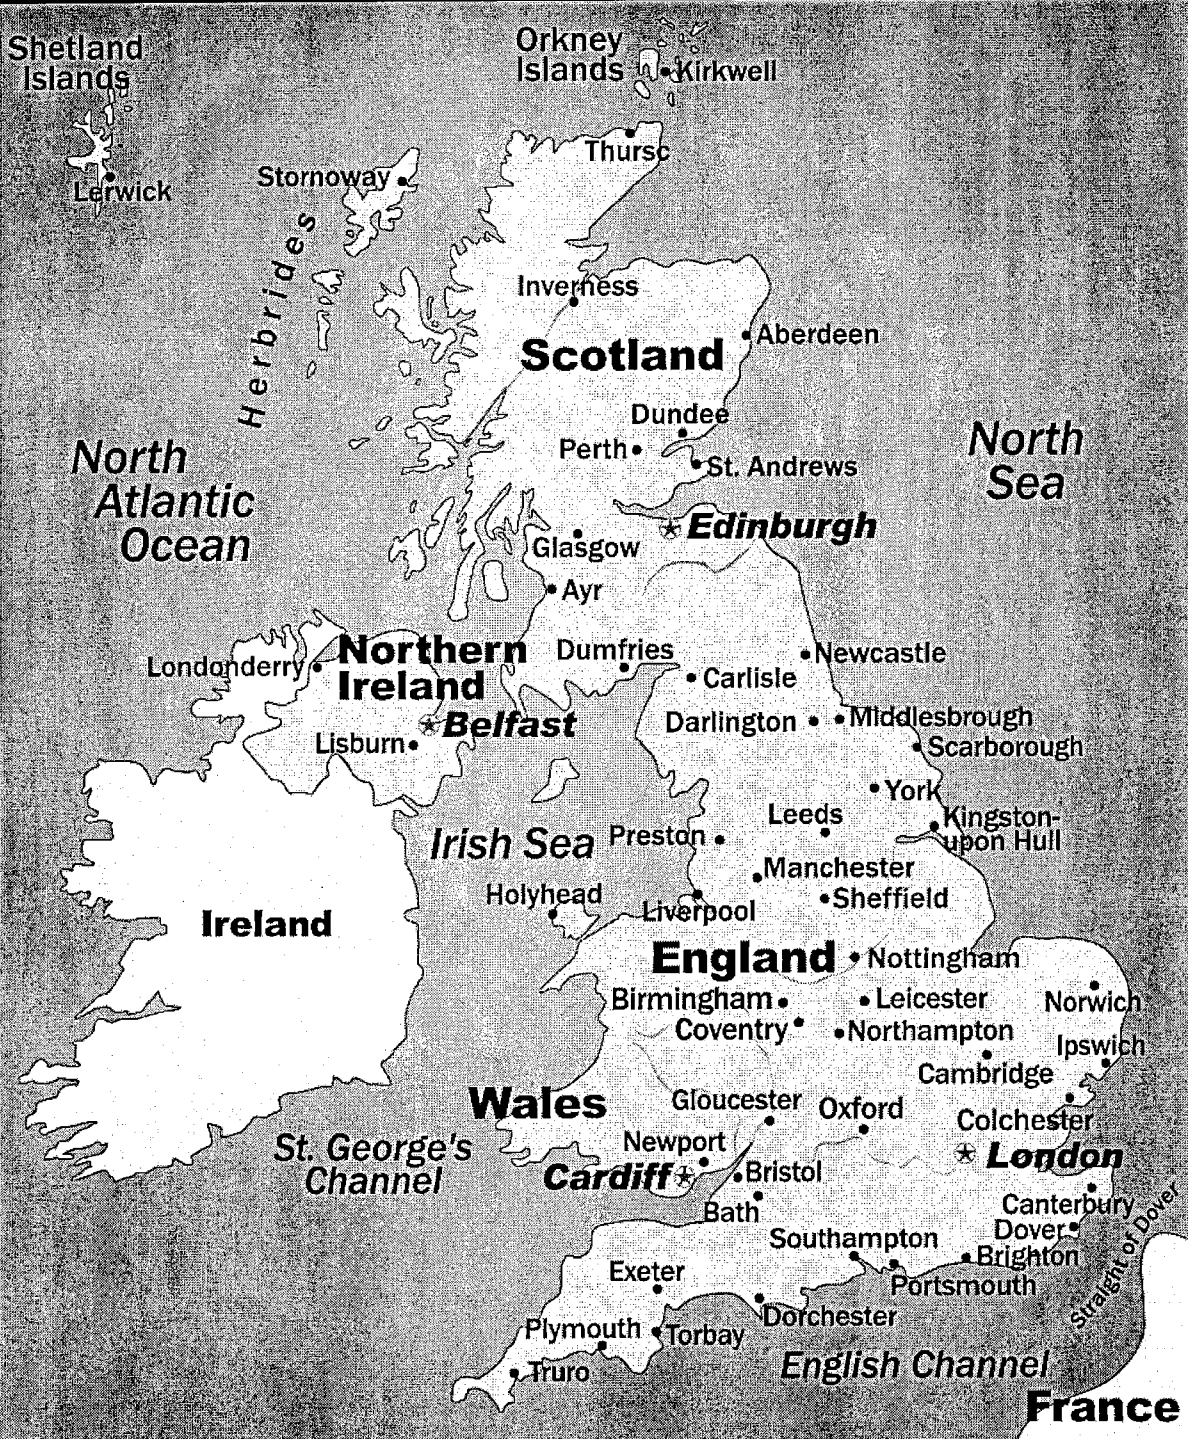 Shetland
Islands
Orkney
Islands
Kirkwell
Thursc
Lerwick
Stornoway
Herbrides
Inverness
Scotland
Aberdeen
Dundee
Perth
St. Andrews
North
Atlantic
Ocean
North
Sea
Edinburgh
Glasgow
Ayr
Northern
Ireland
Londonderry
Dumfries
Newcastle
Carlisle
Belfast
Lisburn
Darlington
Middlesbrough
Scarborough
York
Leeds
Kingston-
upon Hull
Irish Sea
Preston
Manchester
Holyhead
Sheffield
Liverpool
Ireland
England
Nottingham
Birmingham
Leicester
Norwich
Coventry
Northampton
Ipswich
Cambridge
Wales
Gloucester
Oxford
Colchester
St. George's
Channel
Newport
London
Cardiff
Bristol
Bath
Canterbury
Dover
Straight of Dover
Southampton
Brighton
Exeter
Portsmouth
Dorchester
Plymouth
Torbay
Truro
English Channel
France